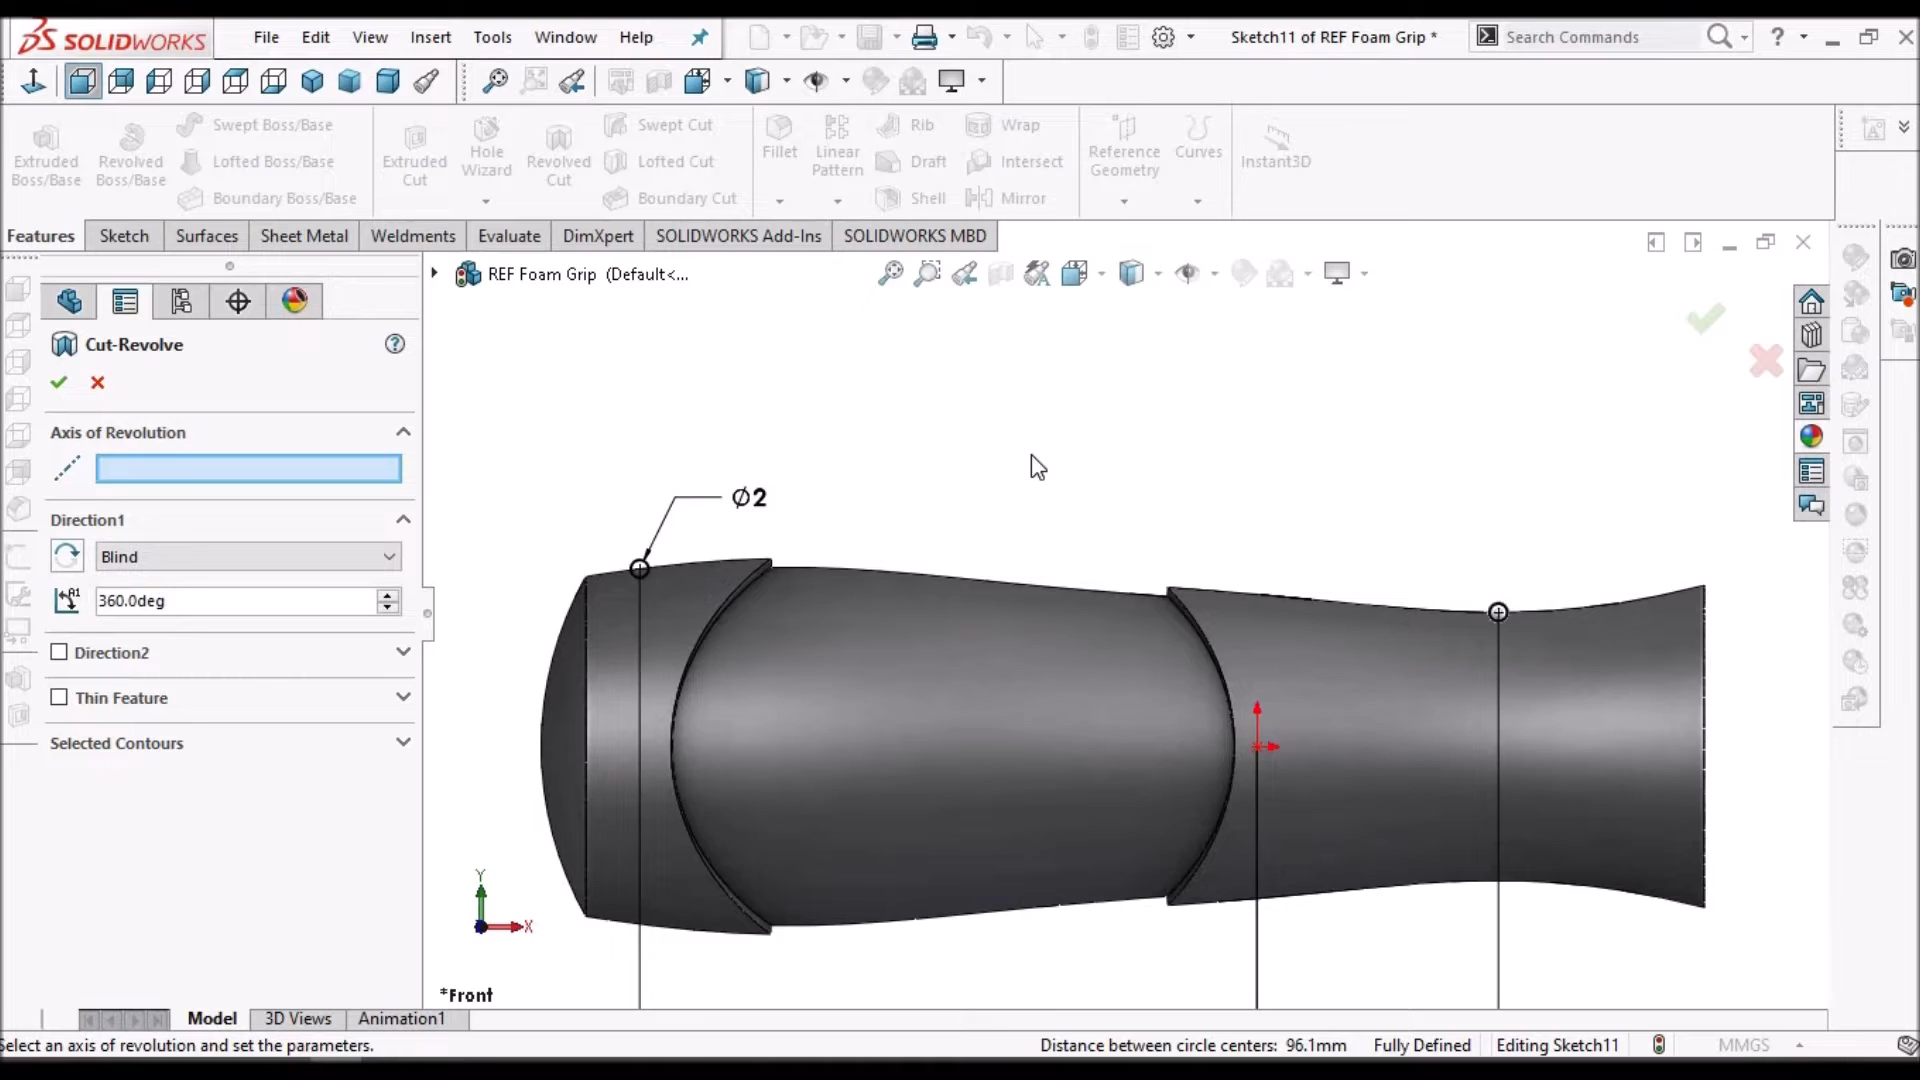 SOLIDWORKS File Edit View Insert Tools Window Help Sketch11 of REF Foam Grip * Search Commands ?
Extruded Boss/Base
Revolved Boss/Base
Swept Boss/Base
Lofted Boss/Base
Boundary Boss/Base
Extruded Cut
Hole Wizard
Revolved Cut
Swept Cut
Lofted Cut
Boundary Cut
Fillet
Linear Pattern
Rib
Draft
Shell
Wrap
Intersect
Mirror
Reference Geometry
Curves
Instant3D
Features Sketch Surfaces Sheet Metal Weldments Evaluate DimXpert SOLIDWORKS Add-Ins SOLIDWORKS MBD
REF Foam Grip (Default<...
Cut-Revolve
Axis of Revolution
Direction1
Blind
360.0deg
Direction2
Thin Feature
Selected Contours
∅2
Y
X
*Front
Model 3D Views Animation1
Select an axis of revolution and set the parameters. Distance between circle centers: 96.1mm Fully Defined Editing Sketch11 MMGS